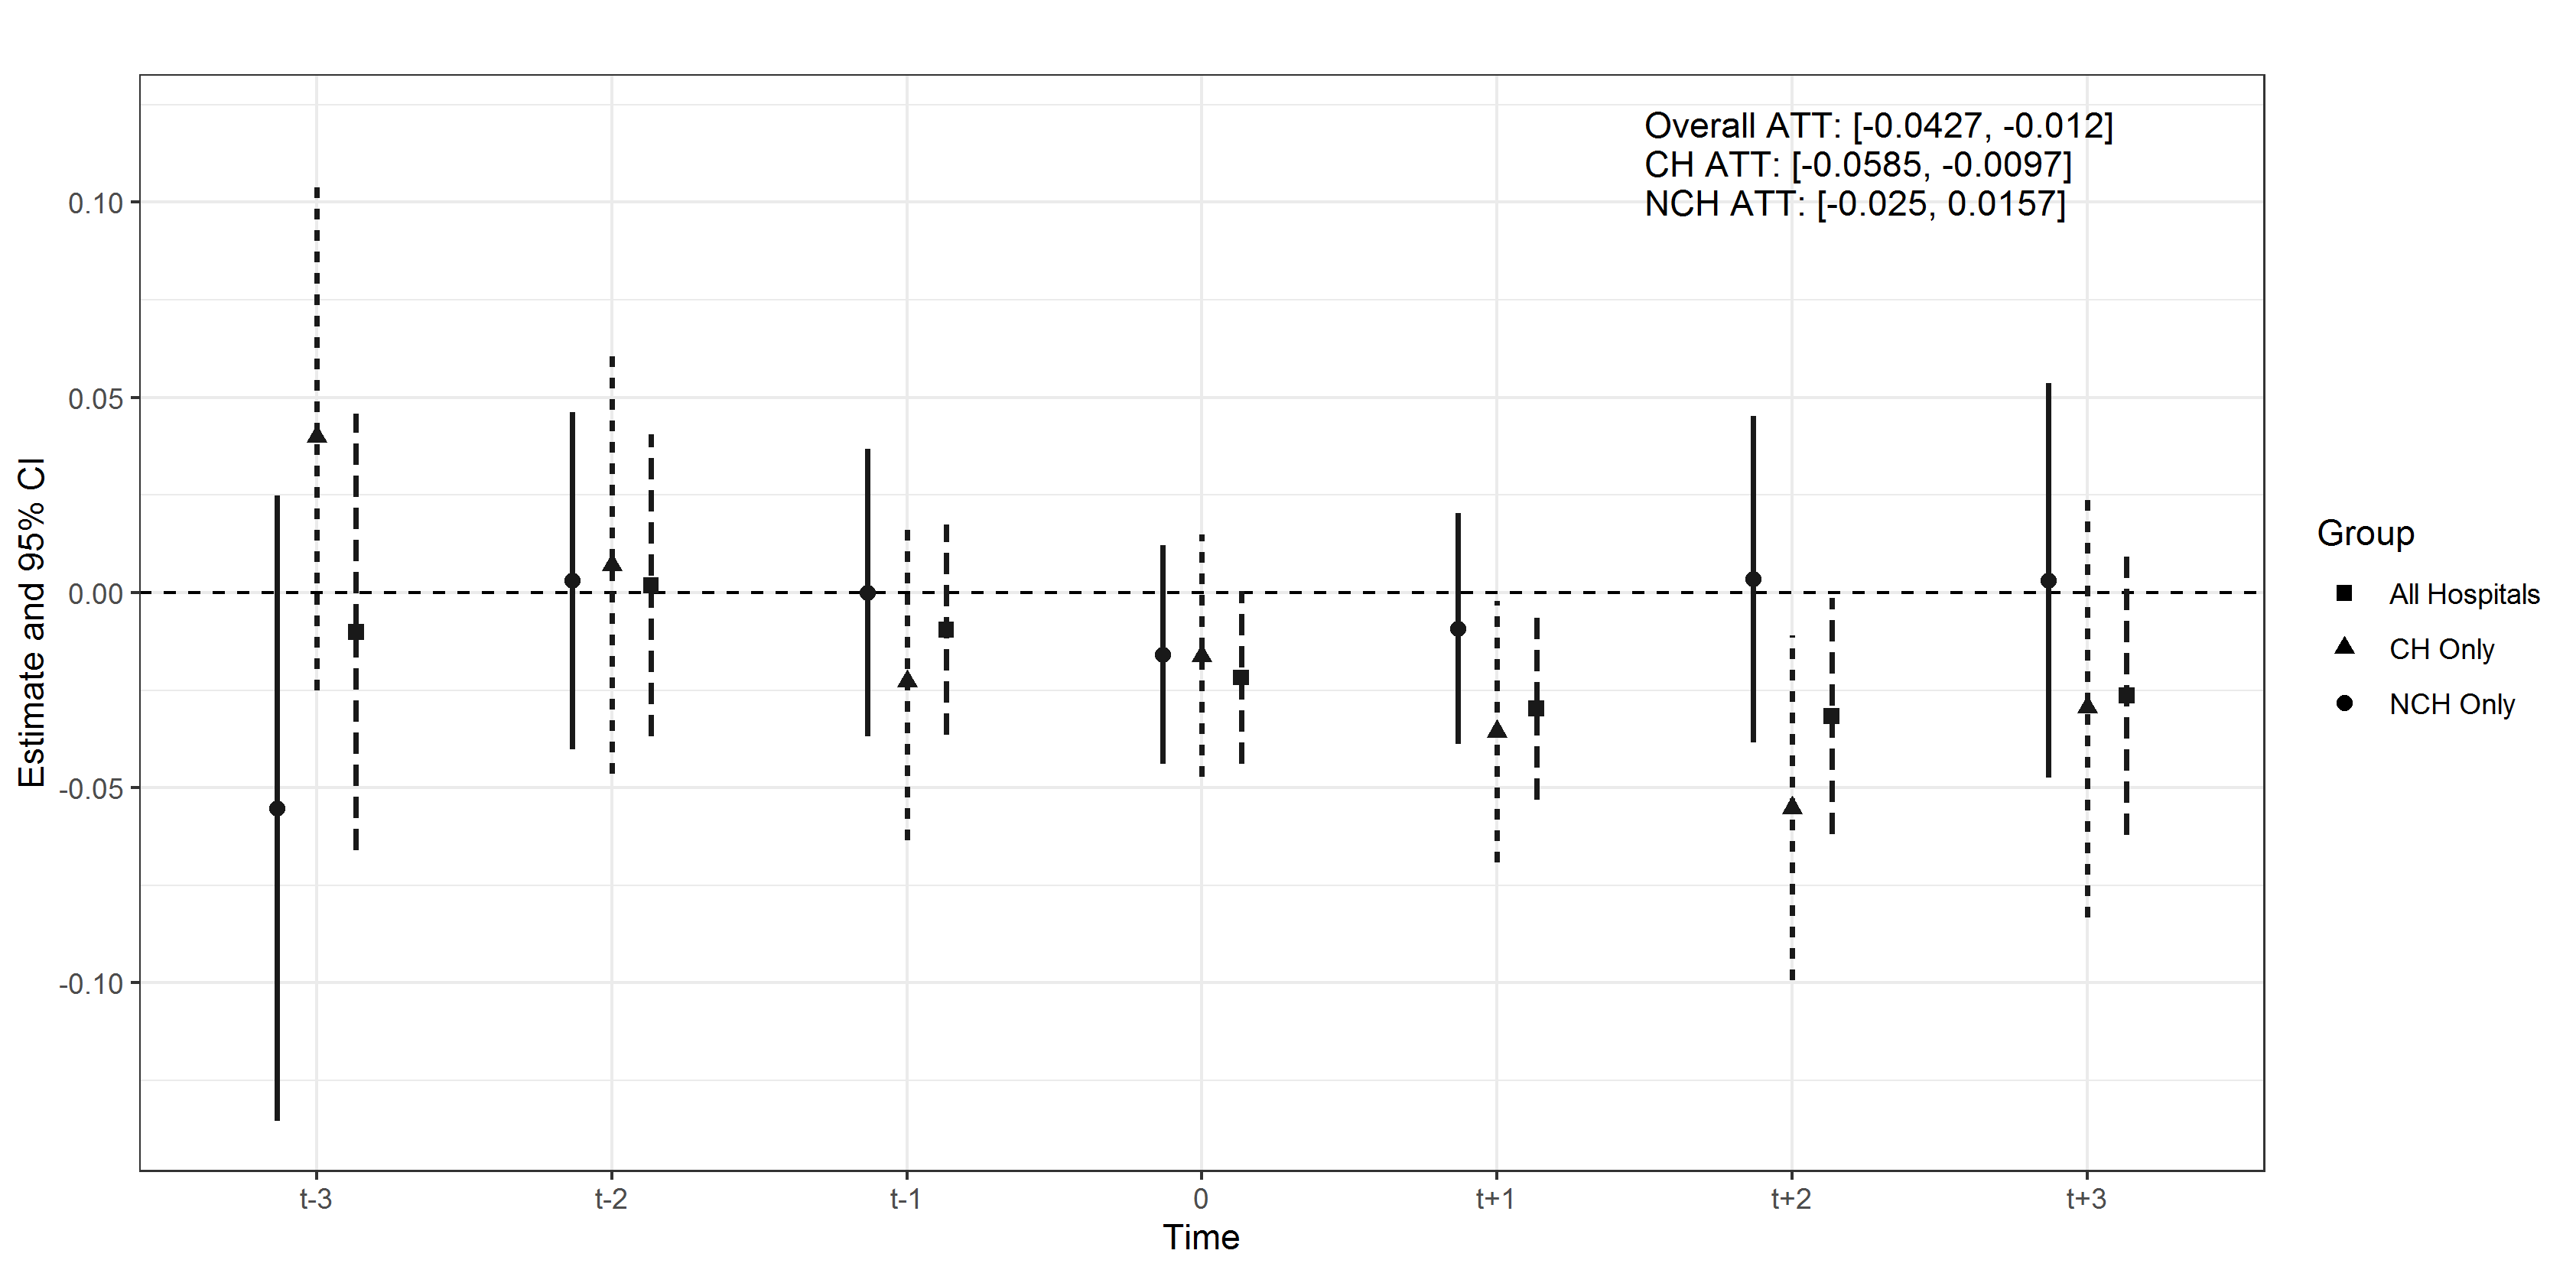 Overall ATT: [-0.0427, -0.012]
CH ATT: [-0.0585, -0.0097]
NCH ATT: [-0.025, 0.0157]
0.10
0.05
0.00
-0.05
-0.10
Estimate and 95% CI
t-3
t-2
t-1
0
t+1
t+2
t+3
Time
Group
All Hospitals
CH Only
NCH Only